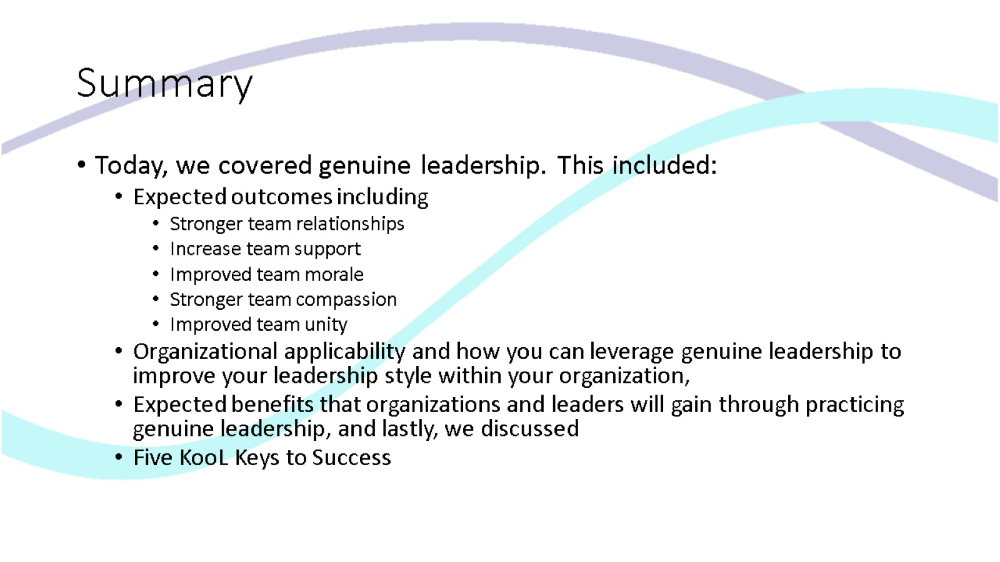 Summary
• Today, we covered genuine leadership. This included:
• Expected outcomes including
• Stronger team relationships
• Increase team support
• Improved team morale
• Stronger team compassion
• Improved team unity
• Organizational applicability and how you can leverage genuine leadership to
improve your leadership style within your organization,
• Expected benefits that organizations and leaders will gain through practicing
genuine leadership, and lastly, we discussed
• Five KooL Keys to Success